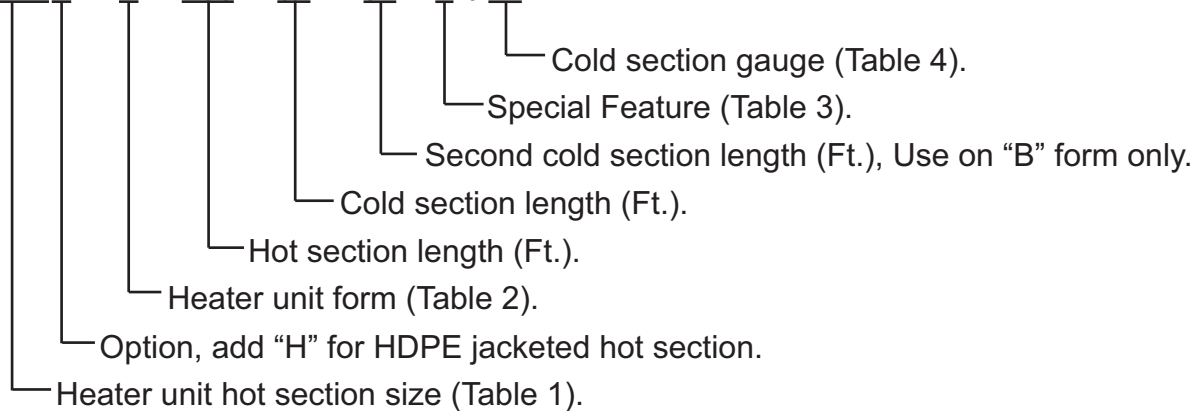 Cold section gauge (Table 4).
Special Feature (Table 3).
Second cold section length (Ft.), Use on “B” form only.
Cold section length (Ft.).
Hot section length (Ft.).
Heater unit form (Table 2).
Option, add “H” for HDPE jacketed hot section.
Heater unit hot section size (Table 1).